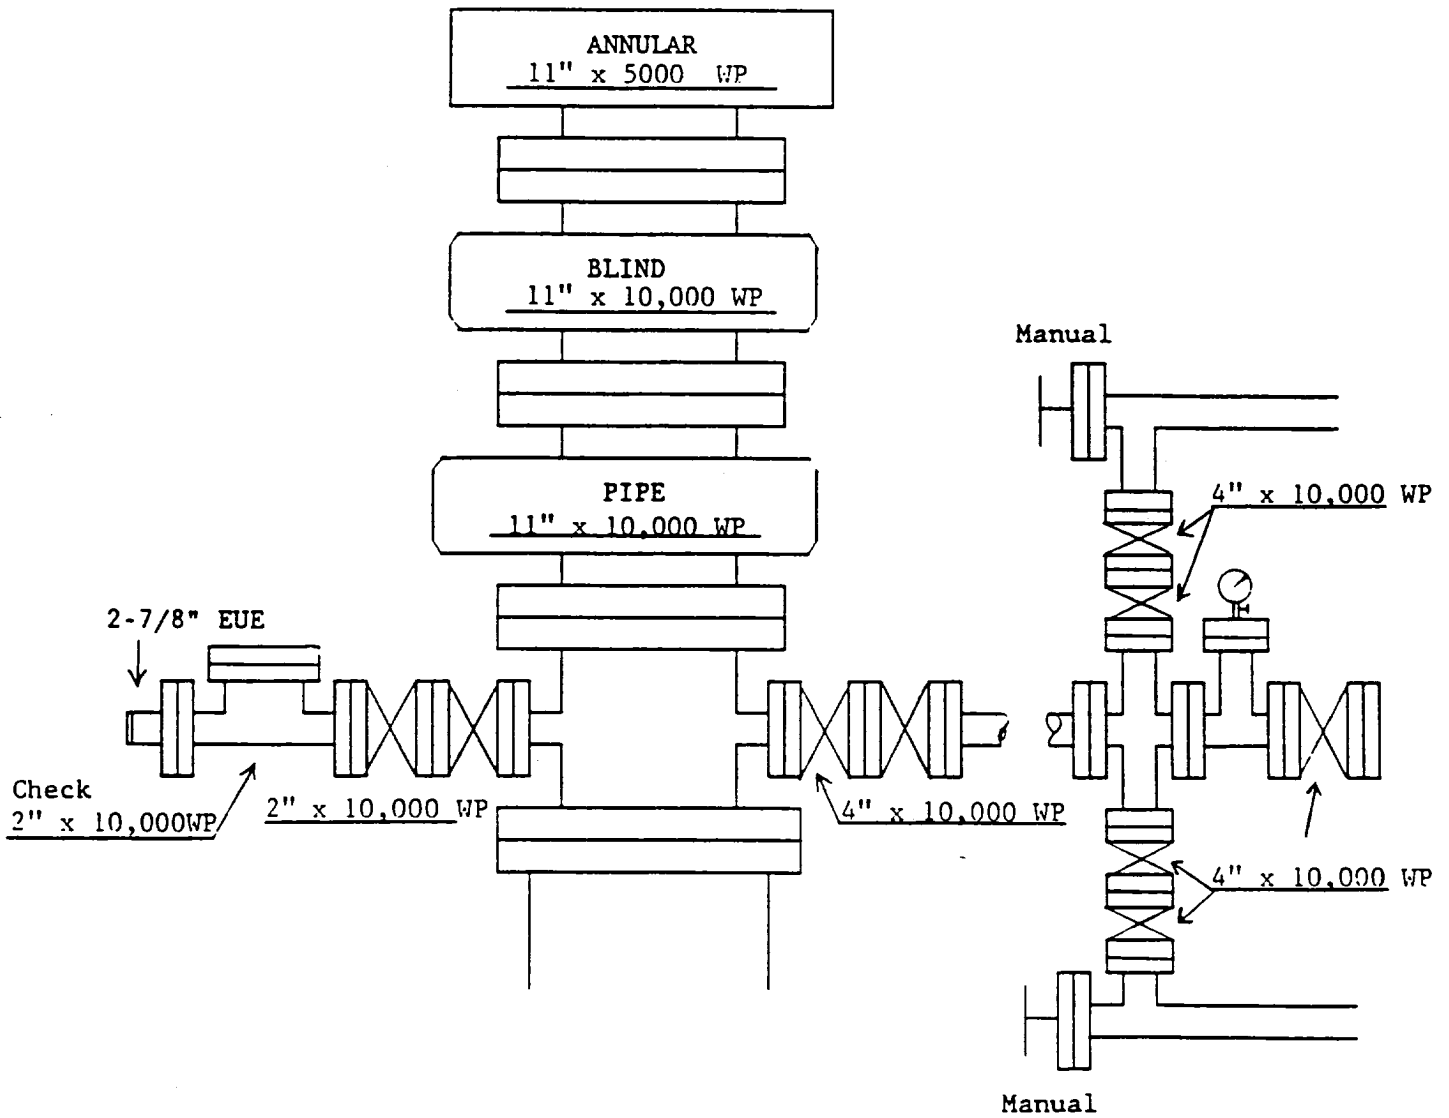 ANNULAR
11" x 5000 WP
BLIND
11" x 10,000 WP
Manual
PIPE
11" x 10,000 WP
4" x 10,000 WP
2-7/8" EUE
Check
2" x 10,000WP
2" x 10,000 WP
4" x 10,000 WP
4" x 10,000 WP
Manual